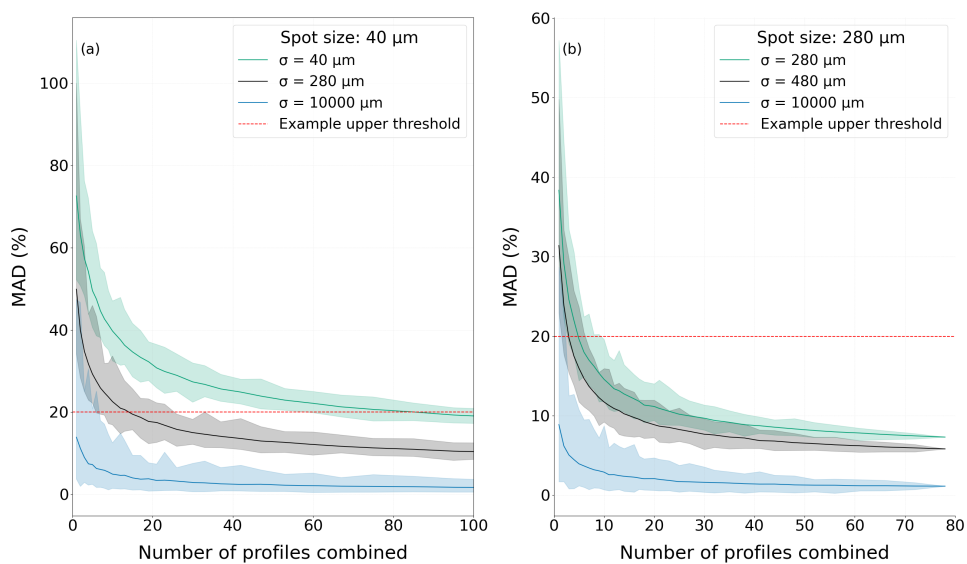 (a)
Spot size: 40 μm
σ = 40 μm
σ = 280 μm
σ = 10000 μm
Example upper threshold
MAD (%)
100
80
60
40
20
0
0 20 40 60 80 100
Number of profiles combined
(b)
Spot size: 280 μm
σ = 280 μm
σ = 480 μm
σ = 10000 μm
Example upper threshold
MAD (%)
60
50
40
30
20
10
0
0 10 20 30 40 50 60 70 80
Number of profiles combined